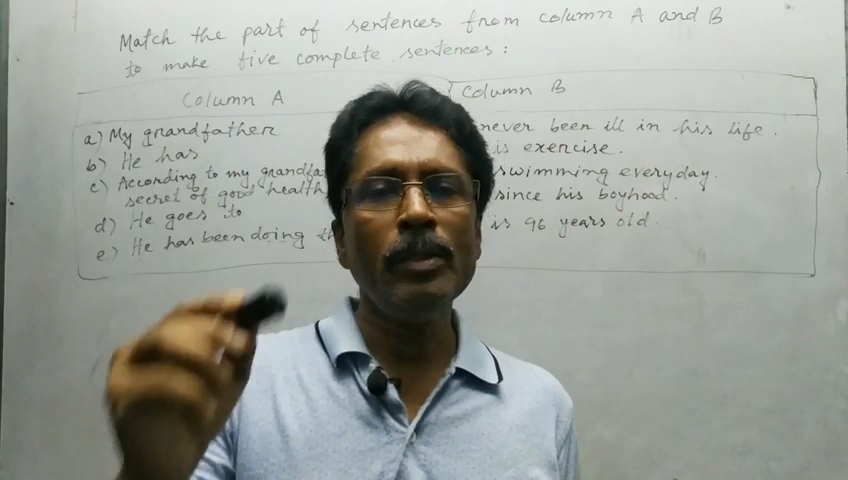 Match the part of sentences from column A and B
to make five complete sentences:
Column A
Column B
a) My grandfather
never been ill in his life.
b) He has
is exercise.
c) According to my
swimming everyday.
secret of good health
since his boyhood.
d) He goes to
is 96 years old.
e) He has been doing